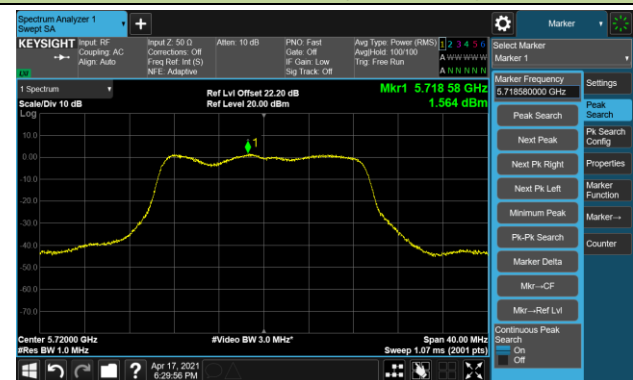 Spectrum Analyzer 1
Swept SA
+
Marker
KEYSIGHT
Input: RF
Coupling: AC
Align: Auto
Input Z: 50 Ω
Corrections: Off
Freq Ref: Int (S)
NFE: Adaptive
Atten: 10 dB
PNO: Fast
Gate: Off
IF Gain: Low
Sig Track: Off
Avg Type: Power (RMS)
Avg|Hold: 100/100
Trig: Free Run
1 2 3 4 5 6
A W W W W W
A N N N N N
Select Marker
Marker 1
1 Spectrum
Scale/Div 10 dB
Log
Ref Lvl Offset 22.20 dB
Ref Level 20.00 dBm
Mkr1 5.718 58 GHz
1.564 dBm
10.0
0.00
-10.0
-20.0
-30.0
-40.0
-50.0
-60.0
-70.0
1
Center 5.72000 GHz
#Res BW 1.0 MHz
#Video BW 3.0 MHz*
Span 40.00 MHz
Sweep 1.07 ms (2001 pts)
Marker Frequency
5.718580000 GHz
Peak Search
Next Peak
Next Pk Right
Next Pk Left
Minimum Peak
Pk-Pk Search
Marker Delta
Mkr→CF
Mkr→Ref Lvl
Continuous Peak
Search
On
Off
Settings
Peak
Search
Pk Search
Config
Properties
Marker
Function
Marker→
Counter
?
Apr 17, 2021
6:29:56 PM